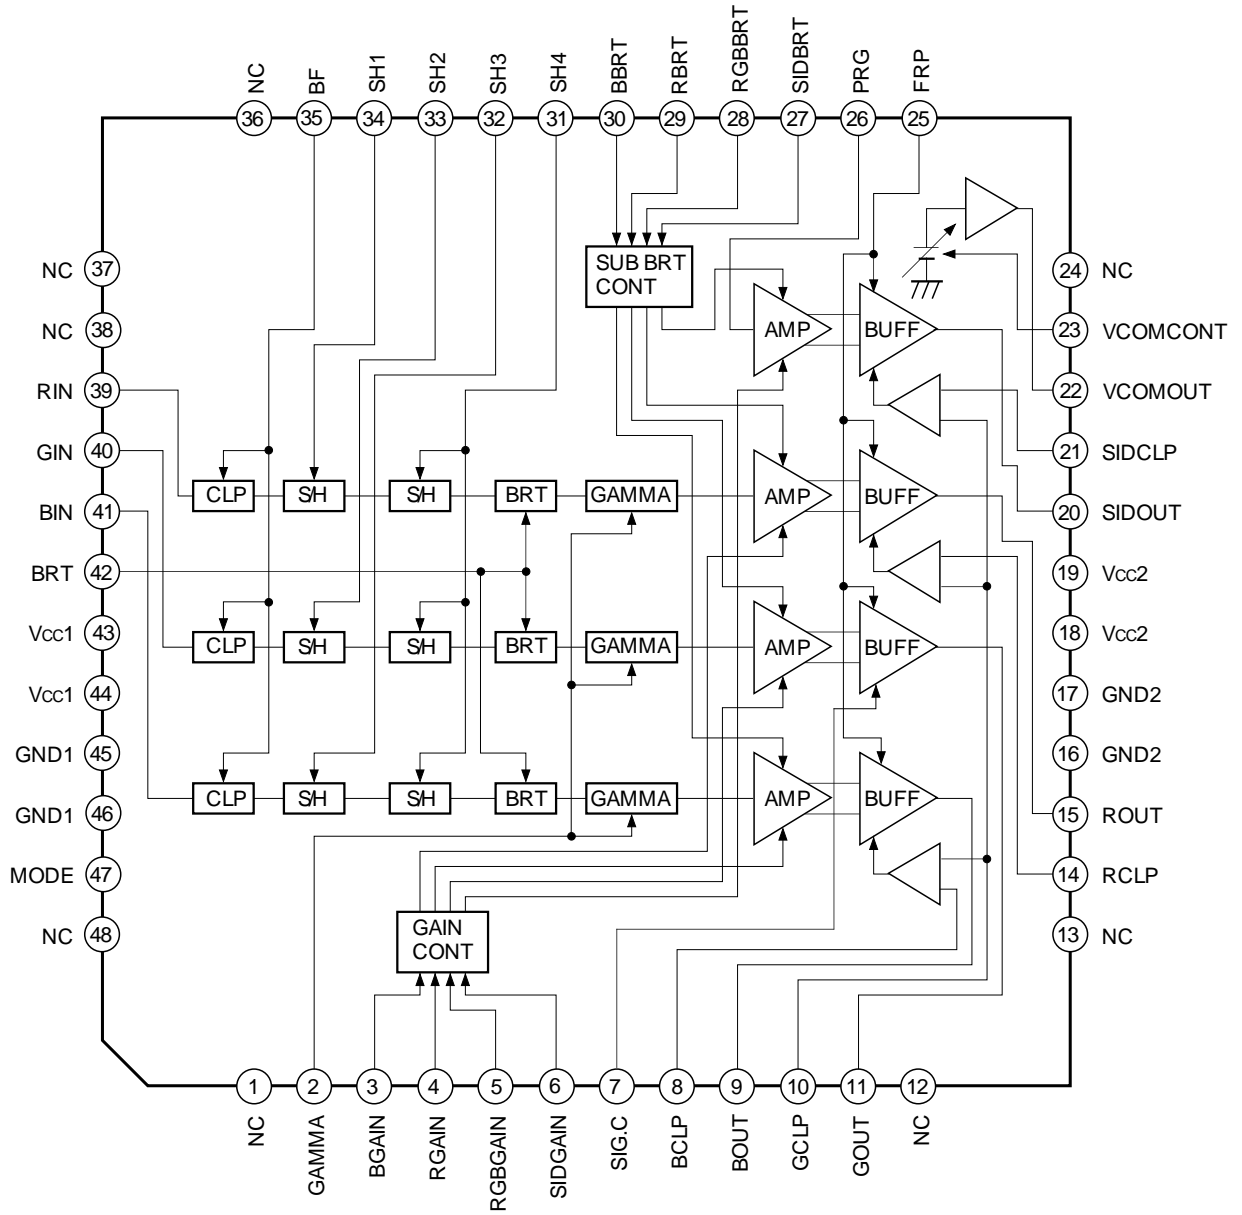 NC
BF
SH1
SH2
SH3
SH4
BBRT
RBRT
RGBBRT
SIDBRT
PRG
FRP
36
35
34
33
32
31
30
29
28
27
26
25
NC 37
NC 38
RIN 39
GIN 40
BIN 41
BRT 42
Vcc1 43
Vcc1 44
GND1 45
GND1 46
MODE 47
NC 48
24 NC
23 VCOMCONT
22 VCOMOUT
21 SIDCLP
20 SIDOUT
19 Vcc2
18 Vcc2
17 GND2
16 GND2
15 ROUT
14 RCLP
13 NC
SUB BRT
CONT
AMP BUFF
CLP S/H S/H BRT GAMMA AMP BUFF
CLP S/H S/H BRT GAMMA AMP BUFF
CLP S/H S/H BRT GAMMA AMP BUFF
GAIN
CONT
1
2
3
4
5
6
7
8
9
10
11
12
NC
GAMMA
BGAIN
RGAIN
RGBGAIN
SIDGAIN
SIG.C
BCLP
BOUT
GCLP
GOUT
NC